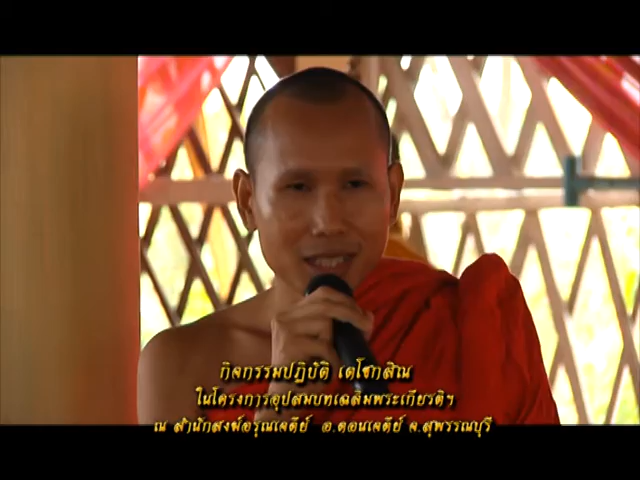 กิจกรรมปฏิบัติ เตโชกสิณ
ในโครงการอุปสมบทเฉลิมพระเกียรติฯ
ณ สำนักสงฆ์อรุณเจดีย์ อ.ดอนเจดีย์ จ.สุพรรณบุรี